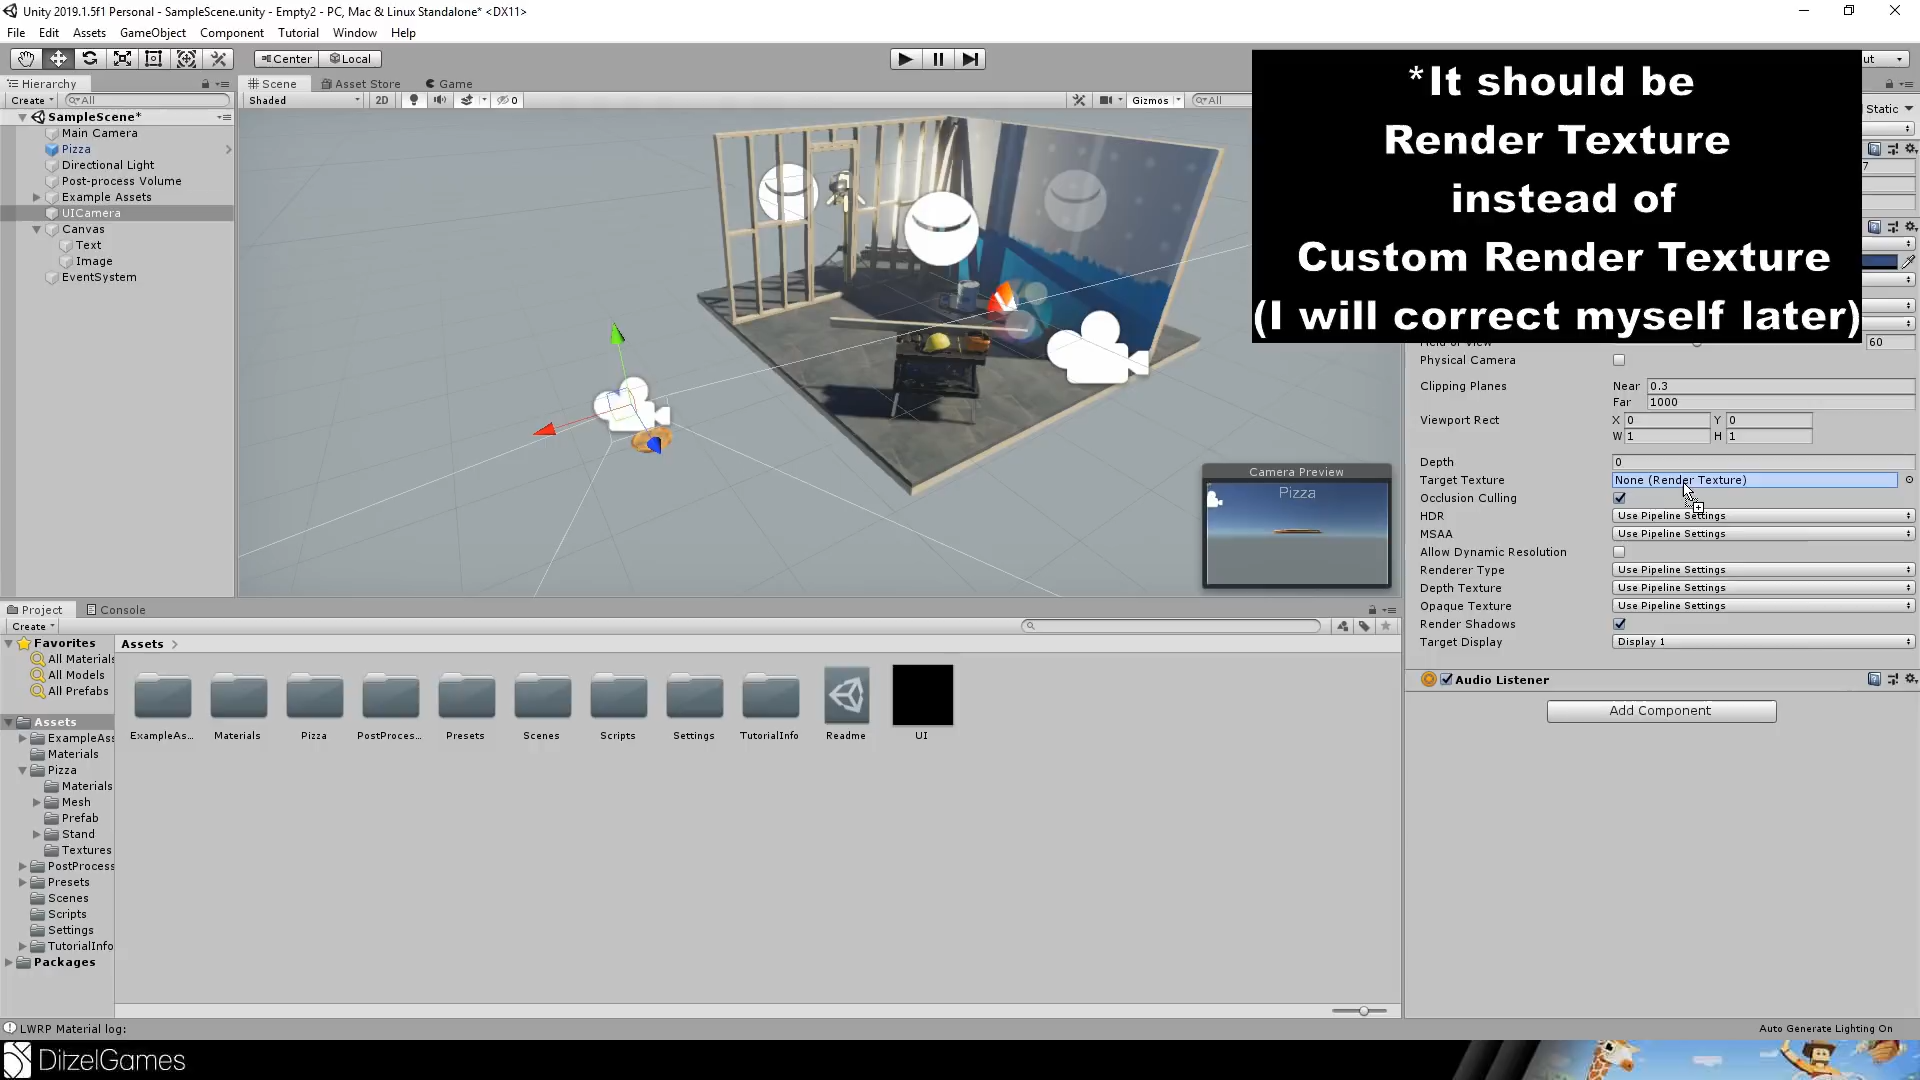 Unity 2019.1.5f1 Personal - SampleScene.unity - Empty2 - PC, Mac & Linux Standalone* <DX11>
File Edit Assets GameObject Component Tutorial Window Help
Center Local
Hierarchy
Create All
SampleScene*
Main Camera
Pizza
Directional Light
Post-process Volume
Example Assets
UICamera
Canvas
Text
Image
EventSystem
Scene Asset Store Game
Shaded 2D 0 Gizmos All
*It should be
Render Texture
instead of
Custom Render Texture
(I will correct myself later)
ut
Static
7
60
Physical Camera
Clipping Planes Near 0.3
Far 1000
Viewport Rect X 0 Y 0
W 1 H 1
Depth 0
Target Texture None (Render Texture)
Occlusion Culling
HDR Use Pipeline Settings
MSAA Use Pipeline Settings
Allow Dynamic Resolution
Renderer Type Use Pipeline Settings
Depth Texture Use Pipeline Settings
Opaque Texture Use Pipeline Settings
Render Shadows
Target Display Display 1
Audio Listener
Add Component
Camera Preview
Pizza
Project Console
Create
Favorites
All Materials
All Models
All Prefabs
Assets
ExampleAss
Materials
Pizza
Materials
Mesh
Prefab
Stand
Textures
PostProcess
Presets
Scenes
Scripts
Settings
TutorialInfo
Packages
Assets
ExampleAs... Materials Pizza PostProces... Presets Scenes Scripts Settings TutorialInfo Readme UI
LWRP Material log:
Auto Generate Lighting On
DitzelGames